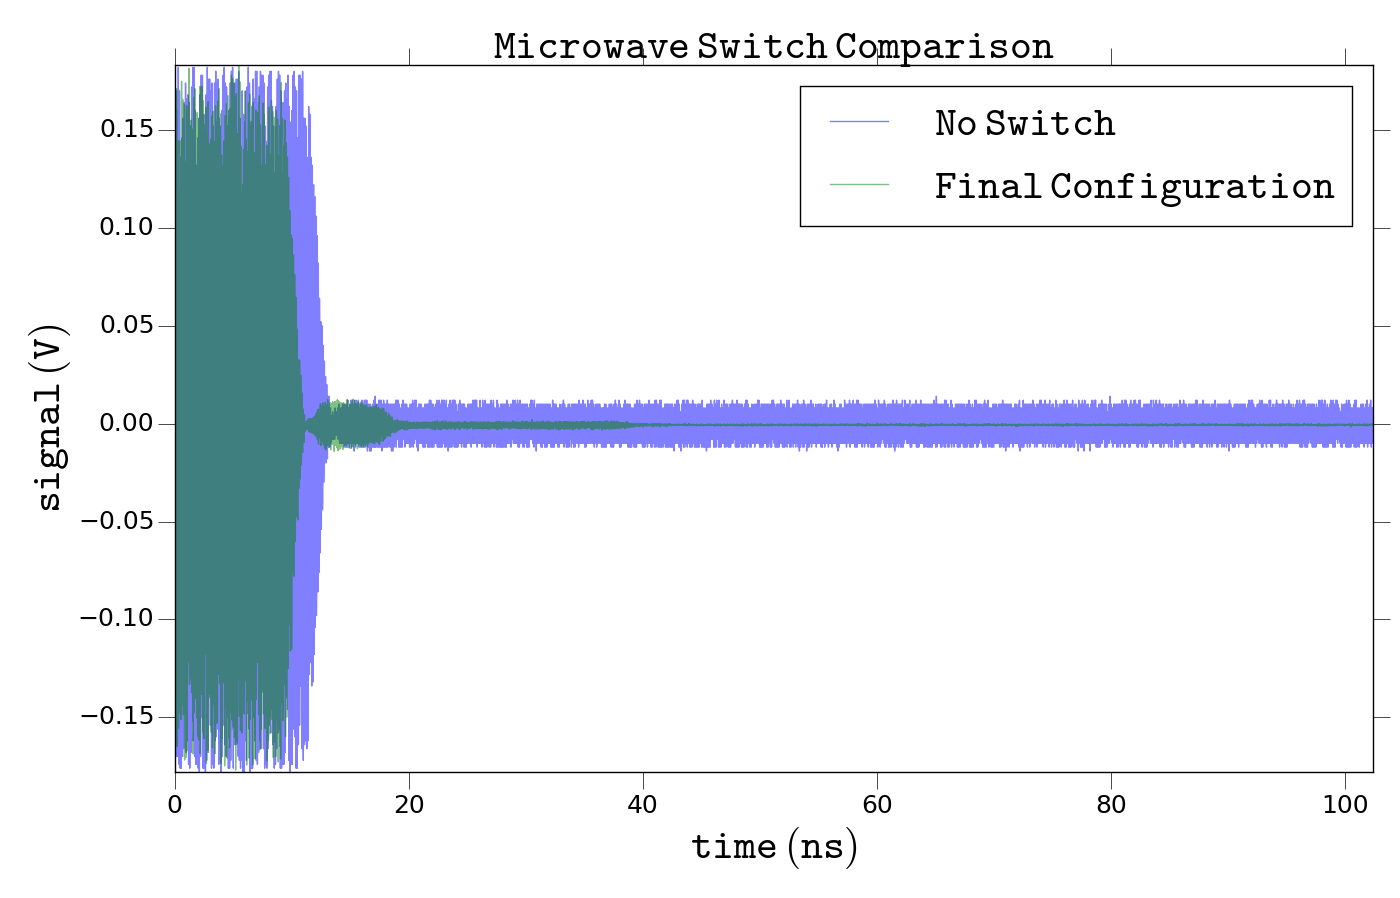 Microwave Switch Comparison
No Switch
Final Configuration
0.15
0.10
0.05
0.00
−0.05
−0.10
−0.15
signal (V)
0 20 40 60 80 100
time (ns)